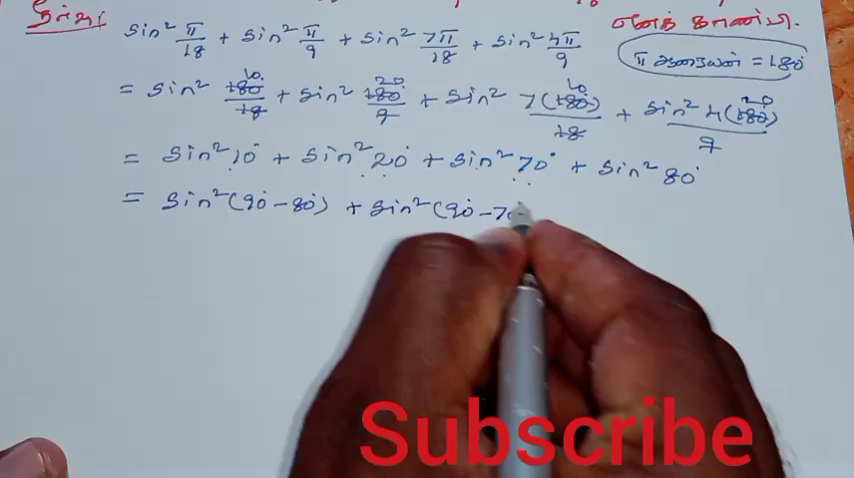 தீர்வு எனக் காண்பி.
sin² π/18 + sin² π/9 + sin² 7π/18 + sin² 4π/9
π ஆரையன் = 180°
= sin² 180°/18 + sin² 180°/9 + sin² 7(180°)/18 + sin² 4(180°)/9
= sin² 10° + sin² 20° + sin² 70° + sin² 80°
= sin² (90° - 80°) + sin² (90° - 70
Subscribe